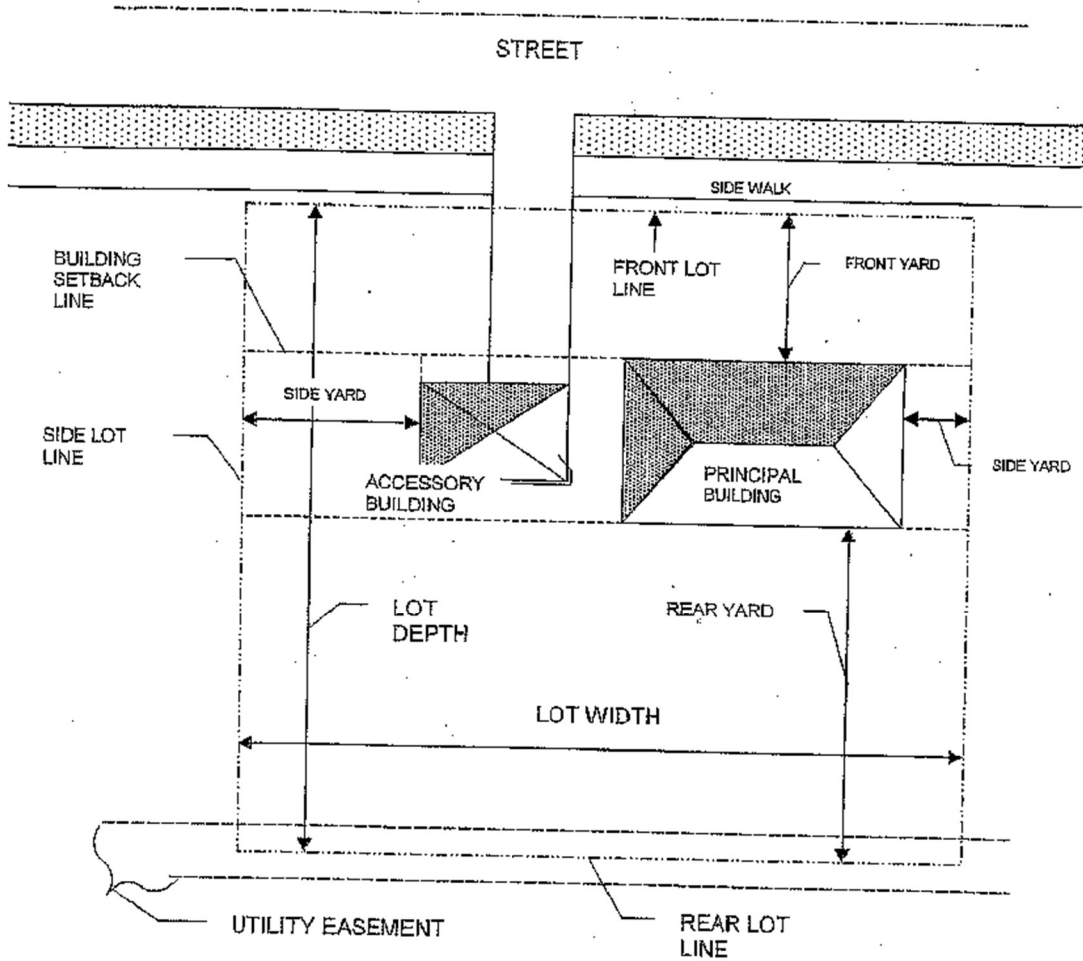 STREET
SIDE WALK
BUILDING
SETBACK
LINE
FRONT LOT
LINE
FRONT YARD
SIDE YARD
SIDE LOT
LINE
ACCESSORY
BUILDING
PRINCIPAL
BUILDING
SIDE YARD
LOT
DEPTH
REAR YARD
LOT WIDTH
UTILITY EASEMENT
REAR LOT
LINE